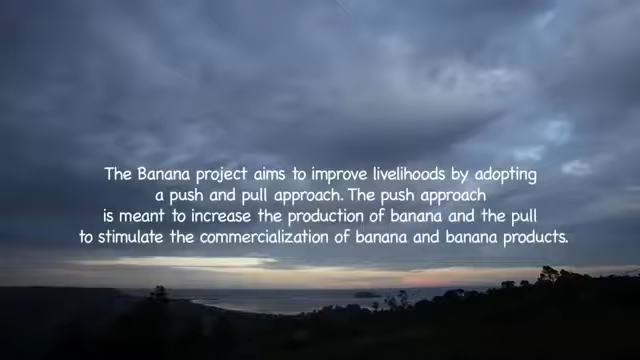 The Banana project aims to improve livelihoods by adopting
a push and pull approach. The push approach
is meant to increase the production of banana and the pull
to stimulate the commercialization of banana and banana products.